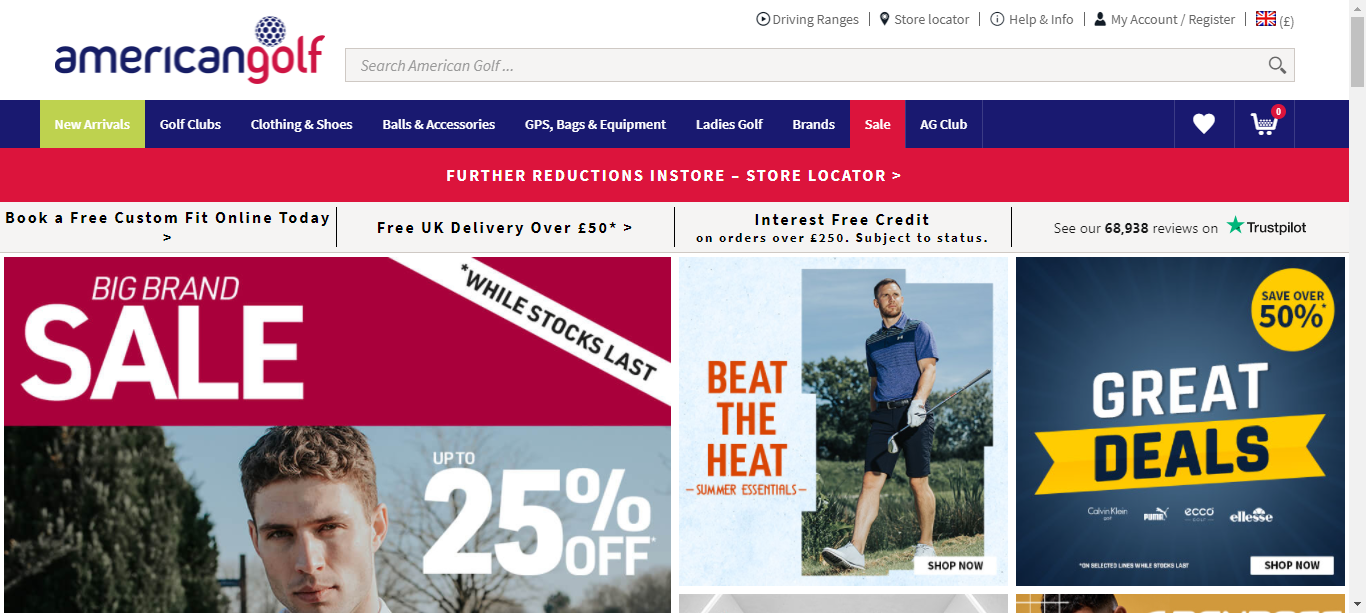 Driving Ranges
Store locator
Help & Info
My Account / Register
(£)
americangolf
Search American Golf ...
New Arrivals
Golf Clubs
Clothing & Shoes
Balls & Accessories
GPS, Bags & Equipment
Ladies Golf
Brands
Sale
AG Club
0
FURTHER REDUCTIONS INSTORE – STORE LOCATOR >
Book a Free Custom Fit Online Today
>
Free UK Delivery Over £50* >
Interest Free Credit
on orders over £250. Subject to status.
See our 68,938 reviews on Trustpilot
BIG BRAND
SALE
*WHILE STOCKS LAST
UP TO
25%
OFF*
BEAT
THE
HEAT
– SUMMER ESSENTIALS –
SHOP NOW
SAVE OVER
50%*
GREAT
DEALS
Calvin Klein
GOLF
PUMA
ecco
GOLF
ellesse
*ON SELECTED LINES WHILE STOCKS LAST
SHOP NOW